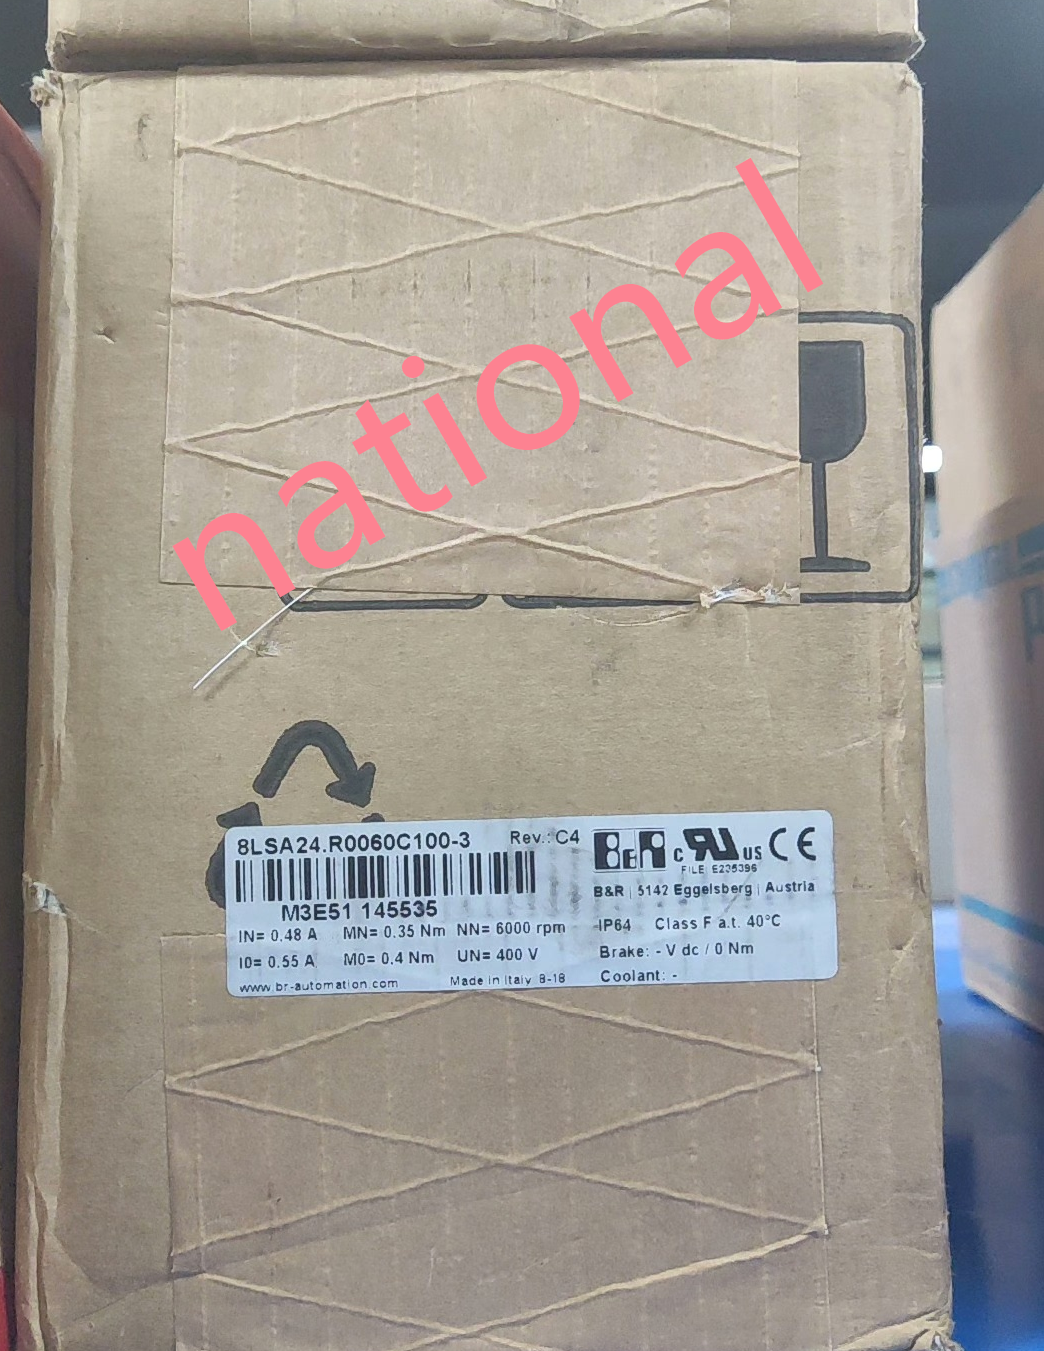 national
8LSA24.R0060C100-3 Rev.: C4
B&R c RU us CE
FILE E235396
M3E51 145535
B&R | 5142 Eggelsberg | Austria
IN= 0.48 A MN= 0.35 Nm NN= 6000 rpm
IP64 Class F a.t. 40°C
I0= 0.55 A M0= 0.4 Nm UN= 400 V
Brake: - V dc / 0 Nm
www.br-automation.com Made in Italy 8-18
Coolant: -